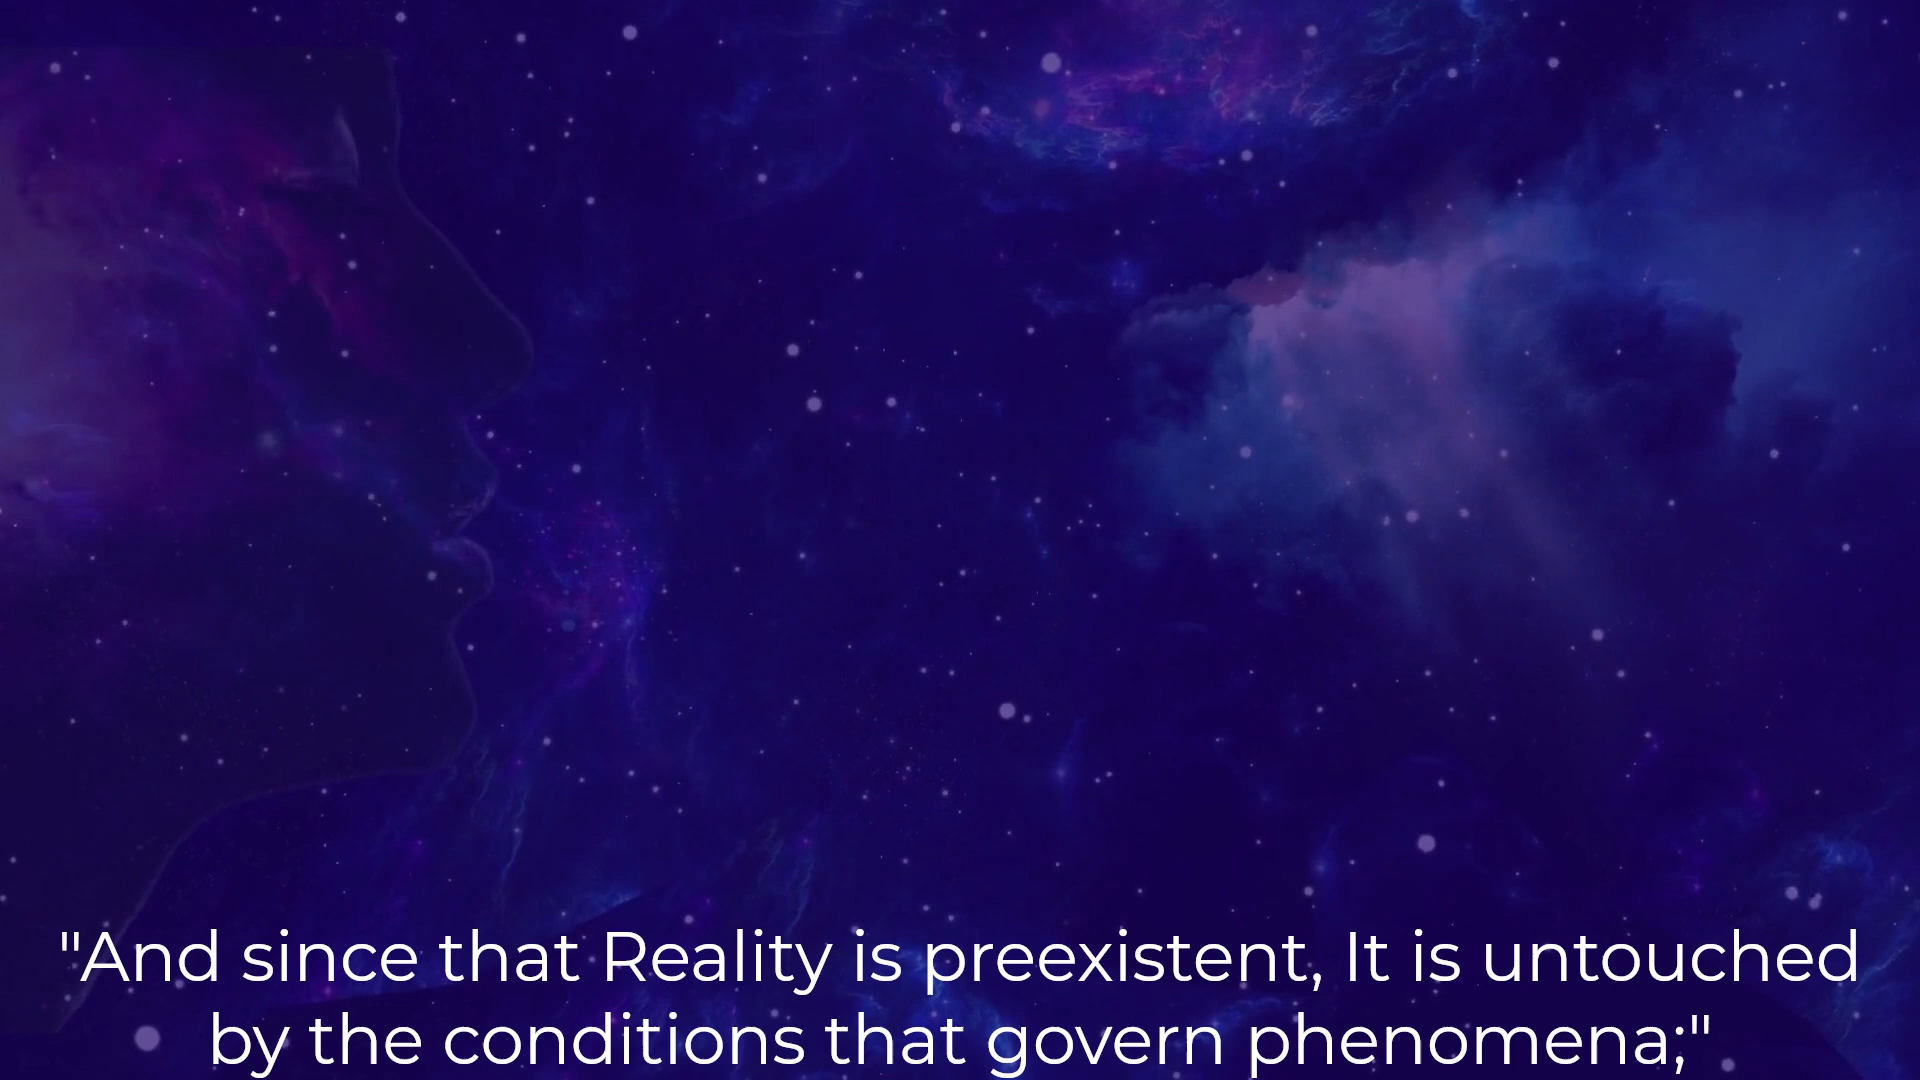 "And since that Reality is preexistent, It is untouched
by the conditions that govern phenomena;"